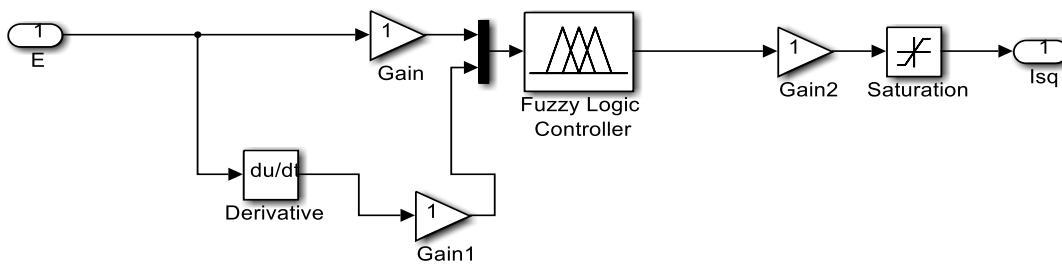 1
E
1
Gain
Fuzzy Logic
Controller
1
Gain2
Saturation
1
Isq
du/dt
Derivative
1
Gain1